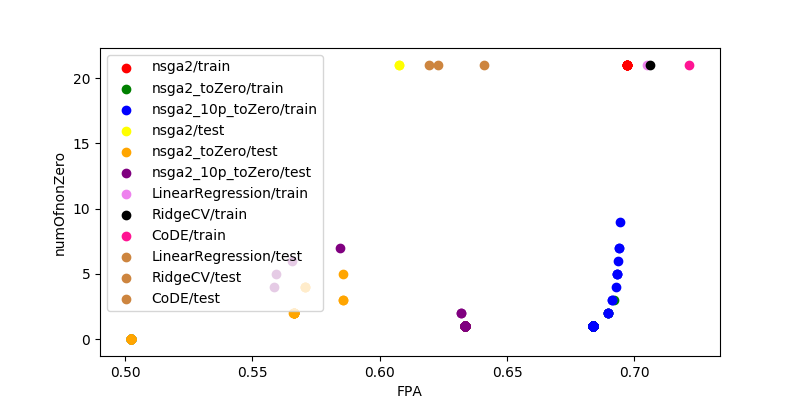 nsga2/train
nsga2_toZero/train
nsga2_10p_toZero/train
nsga2/test
nsga2_toZero/test
nsga2_10p_toZero/test
LinearRegression/train
RidgeCV/train
CoDE/train
LinearRegression/test
RidgeCV/test
CoDE/test
numOfnonZero
20
15
10
5
0
0.50 0.55 0.60 0.65 0.70
FPA